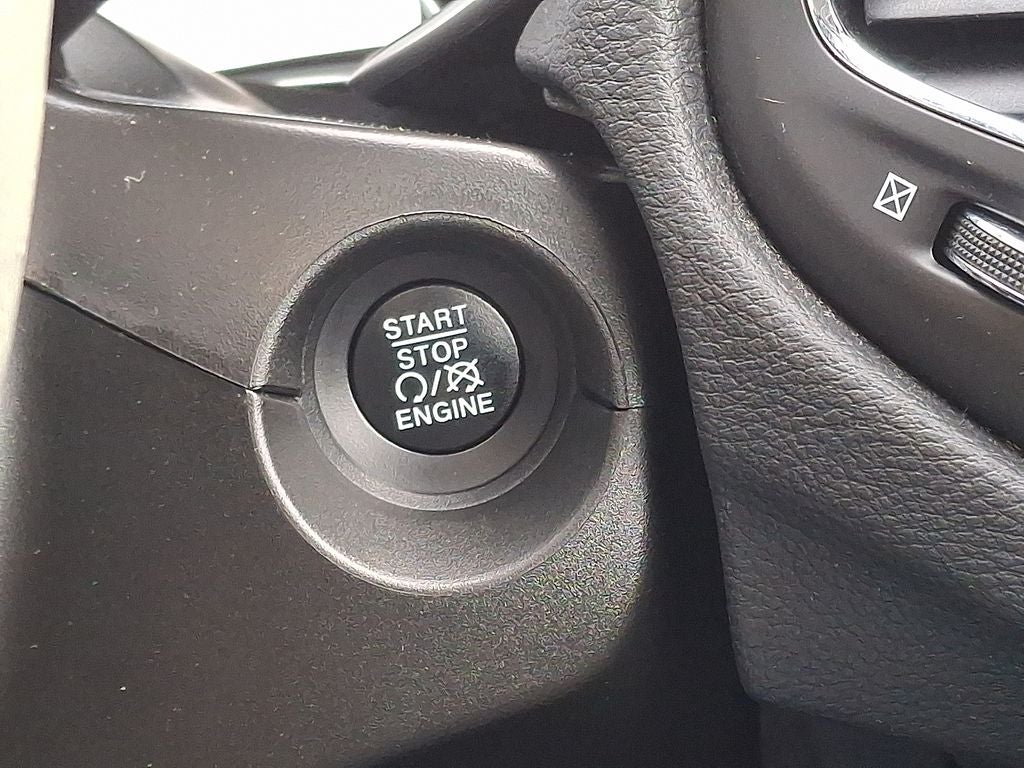 START
STOP
/
ENGINE